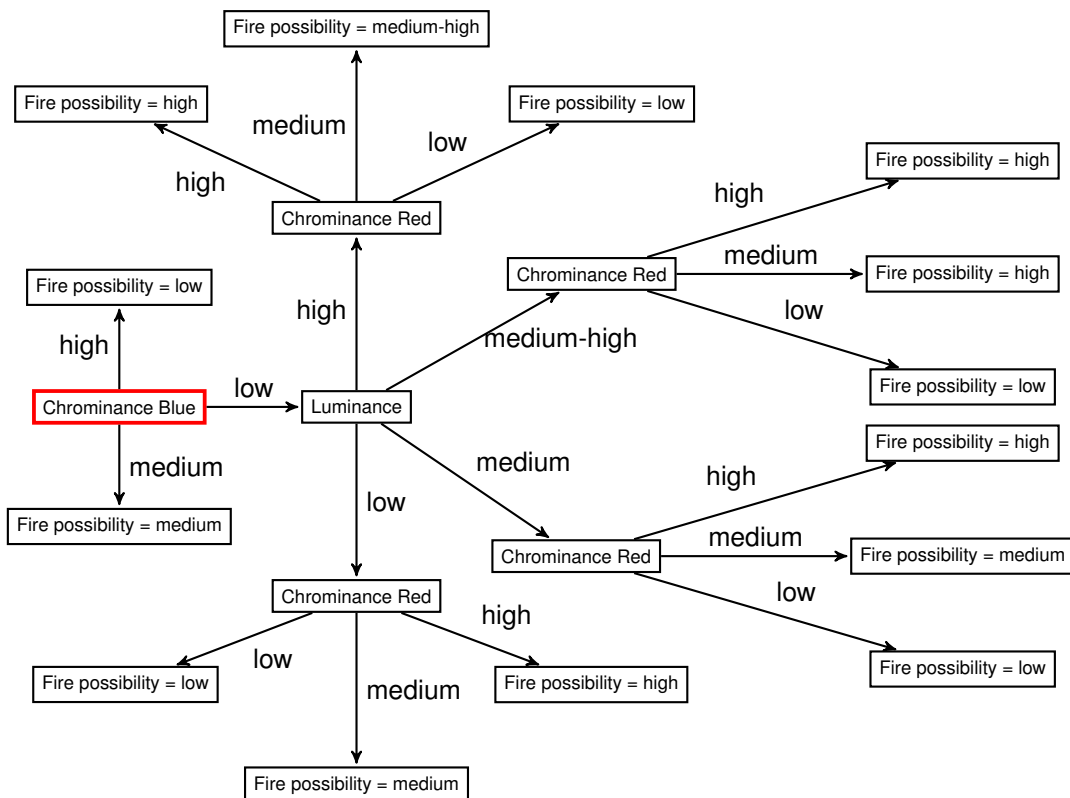 Fire possibility = medium-high
Fire possibility = high
medium
Fire possibility = low
low
high
Chrominance Red
Fire possibility = high
high
Chrominance Red
medium
Fire possibility = high
low
Fire possibility = low
Fire possibility = low
high
high
medium-high
Chrominance Blue
low
Luminance
medium
Fire possibility = medium
low
medium
Fire possibility = high
high
Chrominance Red
medium
Fire possibility = medium
low
Fire possibility = low
Chrominance Red
low
high
medium
Fire possibility = low
Fire possibility = high
Fire possibility = medium